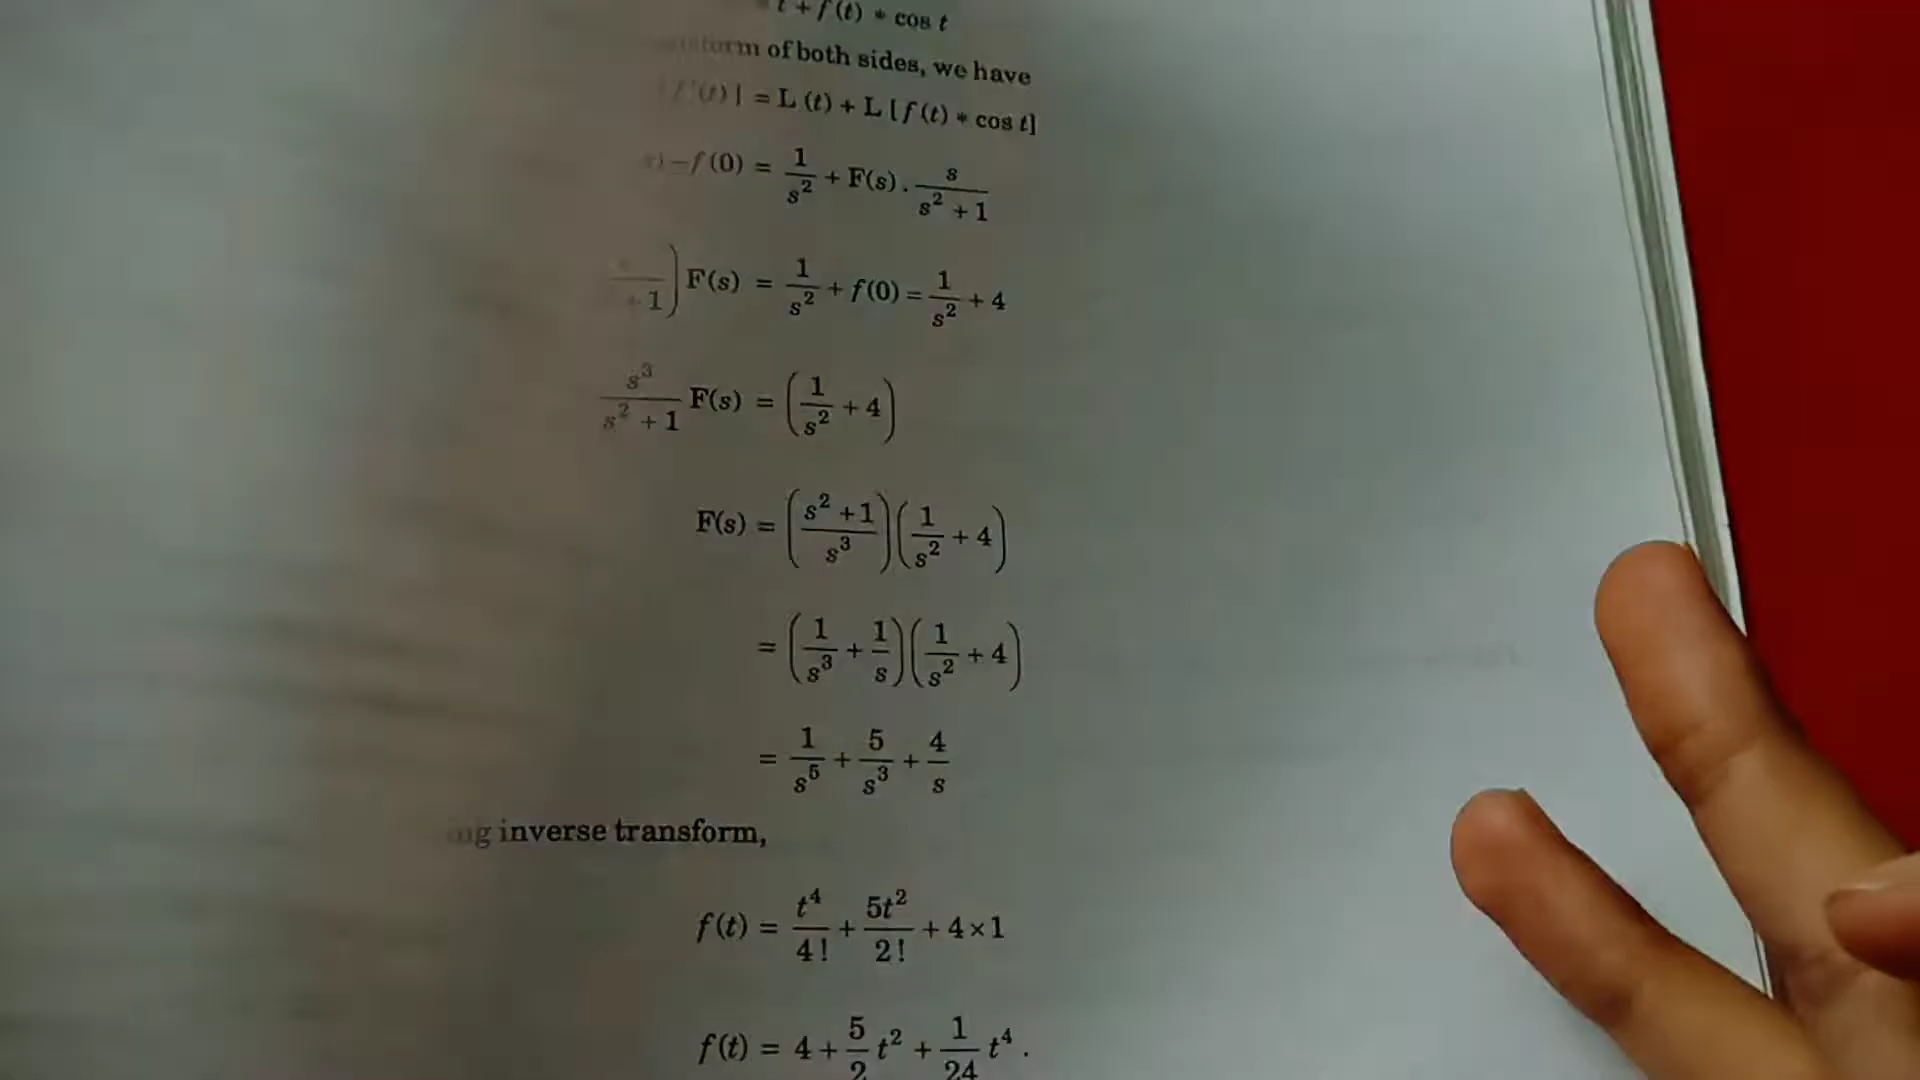 t + f (t) * cos t
of both sides, we have
f'(t)] = L (t) + L [f (t) * cos t]
– f (0) = 1/s² + F(s) . s/(s² + 1)
+ 1) F(s) = 1/s² + f(0) = 1/s² + 4
s³/(s² + 1) F(s) = (1/s² + 4)
F(s) = ((s² + 1)/s³)(1/s² + 4)
= (1/s³ + 1/s)(1/s² + 4)
= 1/s⁵ + 5/s³ + 4/s
inverse transform,
f(t) = t⁴/4! + 5t²/2! + 4 × 1
f(t) = 4 + 5/2 t² + 1/24 t⁴ .